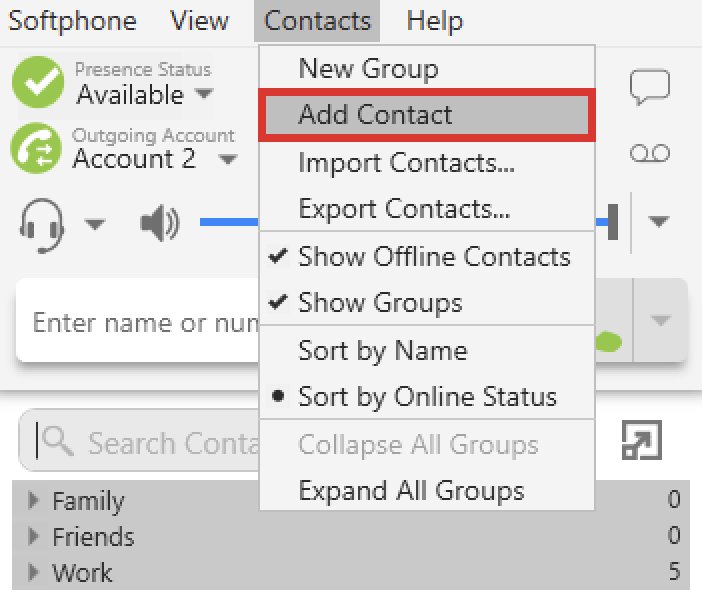 Softphone View Contacts Help
Presence Status
Available
Outgoing Account
Account 2
New Group
Add Contact
Import Contacts...
Export Contacts...
Show Offline Contacts
Show Groups
Sort by Name
Sort by Online Status
Collapse All Groups
Expand All Groups
Enter name or num
Search Conta
Family 0
Friends 0
Work 5